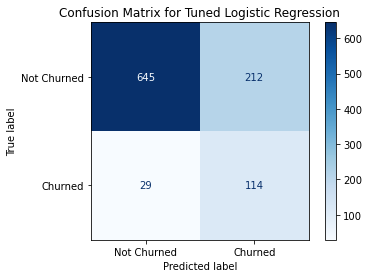 Confusion Matrix for Tuned Logistic Regression
True label
Not Churned
645
212
Churned
29
114
Not Churned
Churned
Predicted label
600
500
400
300
200
100